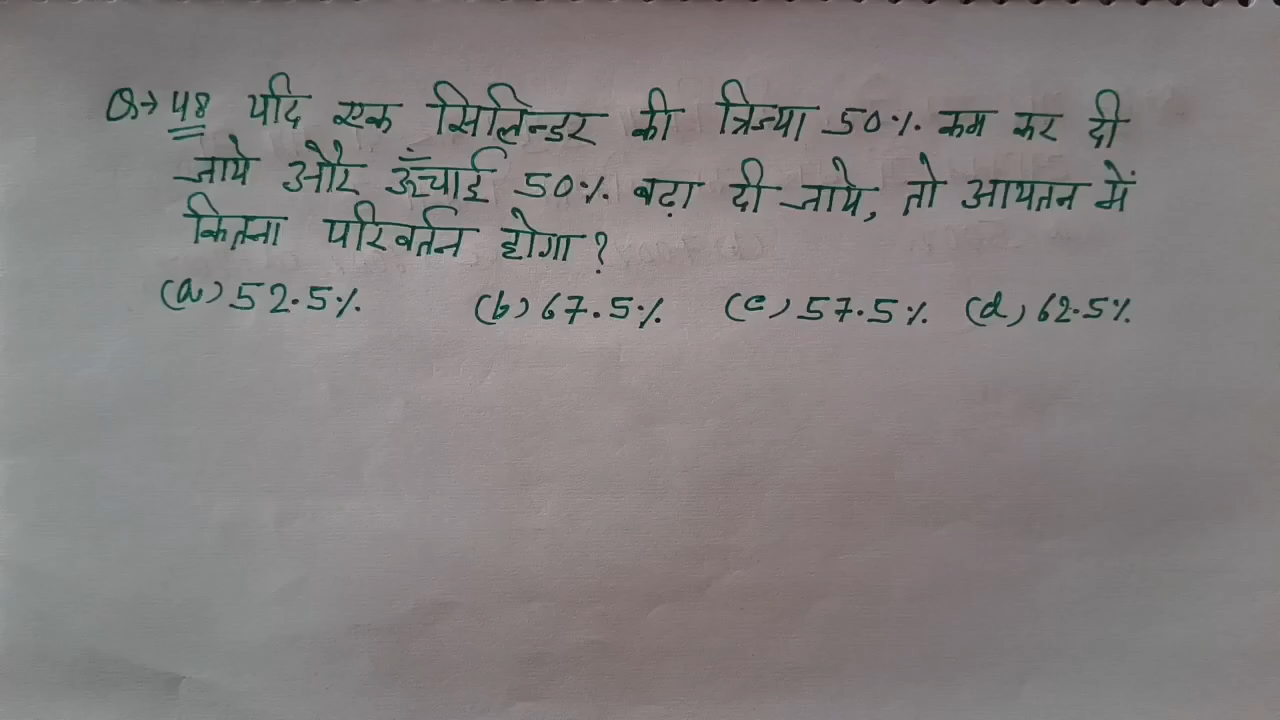 Q→ 48 यदि एक सिलिन्डर की त्रिज्या 50% कम कर दी
जाये और ऊँचाई 50% बढ़ा दी जाये, तो आयतन में
कितना परिवर्तन होगा?
(a) 52.5% (b) 67.5% (c) 57.5% (d) 62.5%